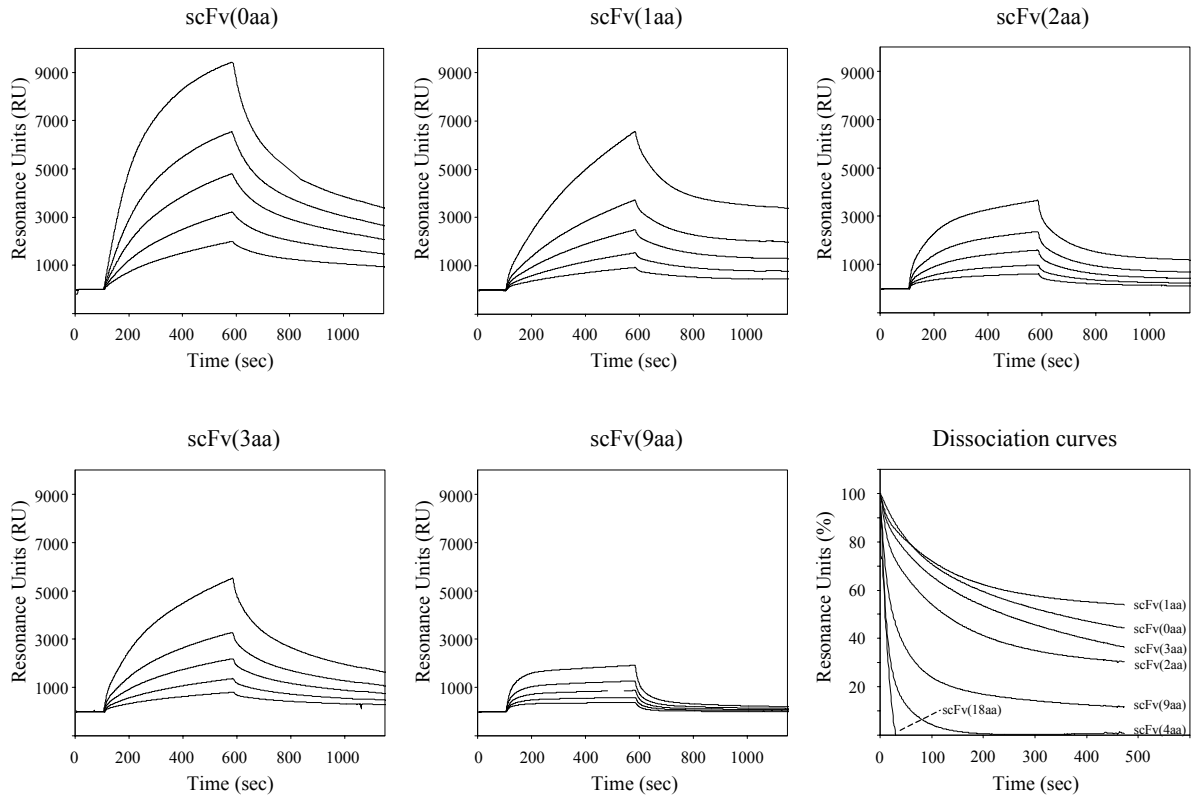 scFv(0aa)
Resonance Units (RU)
9000
7000
5000
3000
1000
0 200 400 600 800 1000
Time (sec)
scFv(1aa)
Resonance Units (RU)
9000
7000
5000
3000
1000
0 200 400 600 800 1000
Time (sec)
scFv(2aa)
Resonance Units (RU)
9000
7000
5000
3000
1000
0 200 400 600 800 1000
Time (sec)
scFv(3aa)
Resonance Units (RU)
9000
7000
5000
3000
1000
0 200 400 600 800 1000
Time (sec)
scFv(9aa)
Resonance Units (RU)
9000
7000
5000
3000
1000
0 200 400 600 800 1000
Time (sec)
Dissociation curves
Resonance Units (%)
100
80
60
40
20
scFv(1aa)
scFv(0aa)
scFv(3aa)
scFv(2aa)
scFv(9aa)
scFv(18aa)
scFv(4aa)
0 100 200 300 400 500
Time (sec)